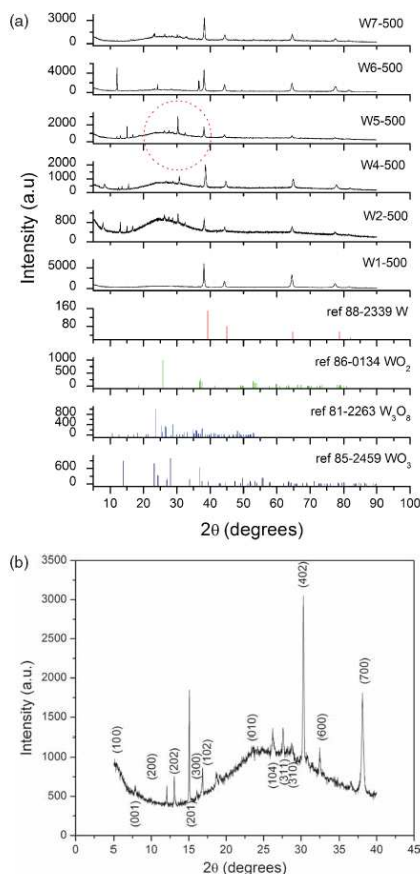 (a)
3000
0
W7-500
4000
0
W6-500
2000
0
W5-500
2000
1000
0
W4-500
800
0
W2-500
5000
0
W1-500
160
80
ref 88-2339 W
1000
500
0
ref 86-0134 WO₂
800
400
0
ref 81-2263 W₃O₈
600
0
ref 85-2459 WO₃
Intensity (a.u)
10 20 30 40 50 60 70 80 90 100
2θ (degrees)
(b)
3500
3000
2500
2000
1500
1000
500
0
Intensity (a.u.)
(100)
(001)
(200)
(202)
(201)
(300)
(102)
(010)
(104)
(311)
(310)
(402)
(600)
(700)
0 5 10 15 20 25 30 35 40 45
2θ (degrees)